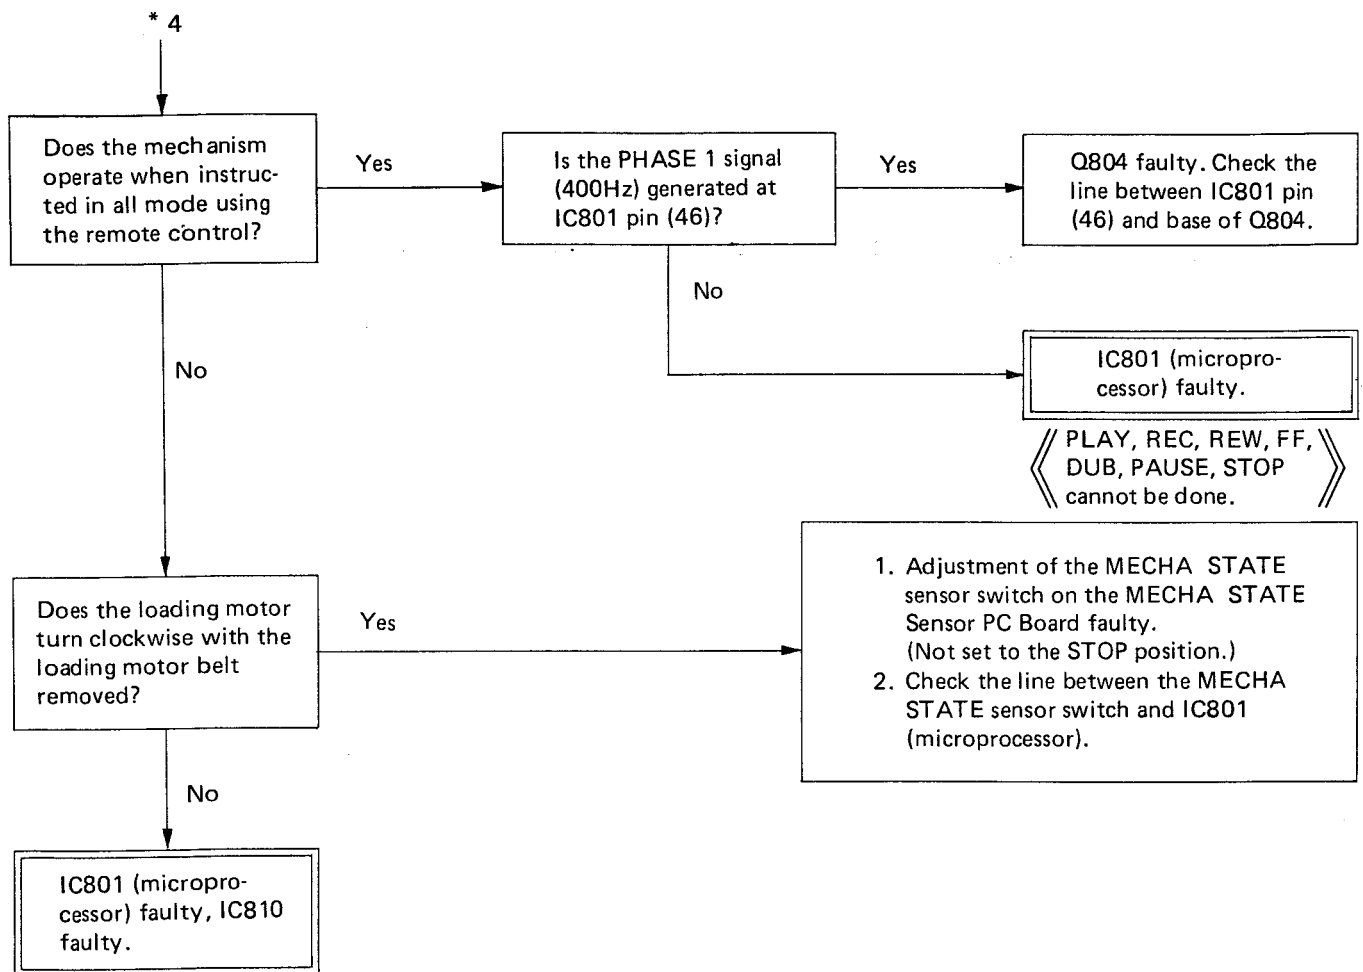 * 4
Does the mechanism
operate when instruc-
ted in all mode using
the remote control?
Yes
Is the PHASE 1 signal
(400Hz) generated at
IC801 pin (46)?
Yes
Q804 faulty. Check the
line between IC801 pin
(46) and base of Q804.
No
IC801 (micropro-
cessor) faulty.
PLAY, REC, REW, FF,
DUB, PAUSE, STOP
cannot be done.
No
Does the loading motor
turn clockwise with the
loading motor belt
removed?
Yes
1. Adjustment of the MECHA STATE
sensor switch on the MECHA STATE
Sensor PC Board faulty.
(Not set to the STOP position.)
2. Check the line between the MECHA
STATE sensor switch and IC801
(microprocessor).
No
IC801 (micropro-
cessor) faulty, IC810
faulty.